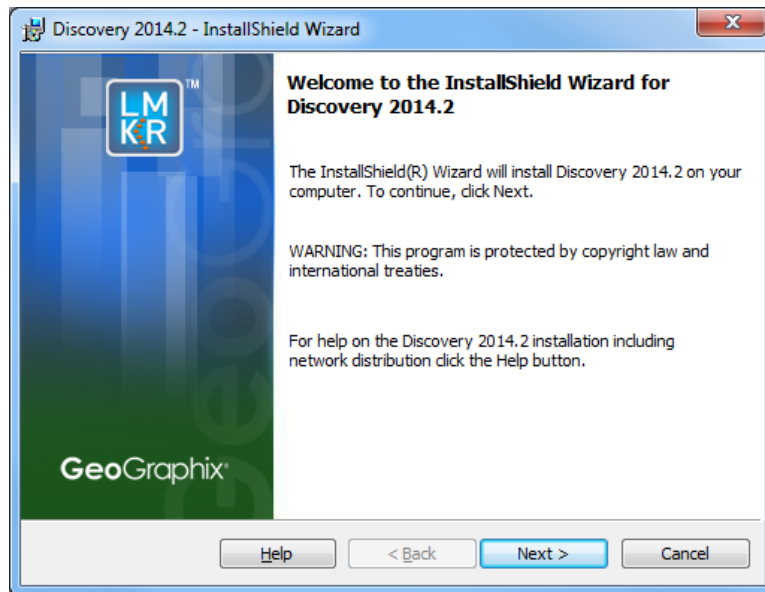 Discovery 2014.2 - InstallShield Wizard
LM
KR
TM
Welcome to the InstallShield Wizard for
Discovery 2014.2
The InstallShield(R) Wizard will install Discovery 2014.2 on your
computer. To continue, click Next.
WARNING: This program is protected by copyright law and
international treaties.
For help on the Discovery 2014.2 installation including
network distribution click the Help button.
GeoGraphix
GeoGra
Help
< Back
Next >
Cancel